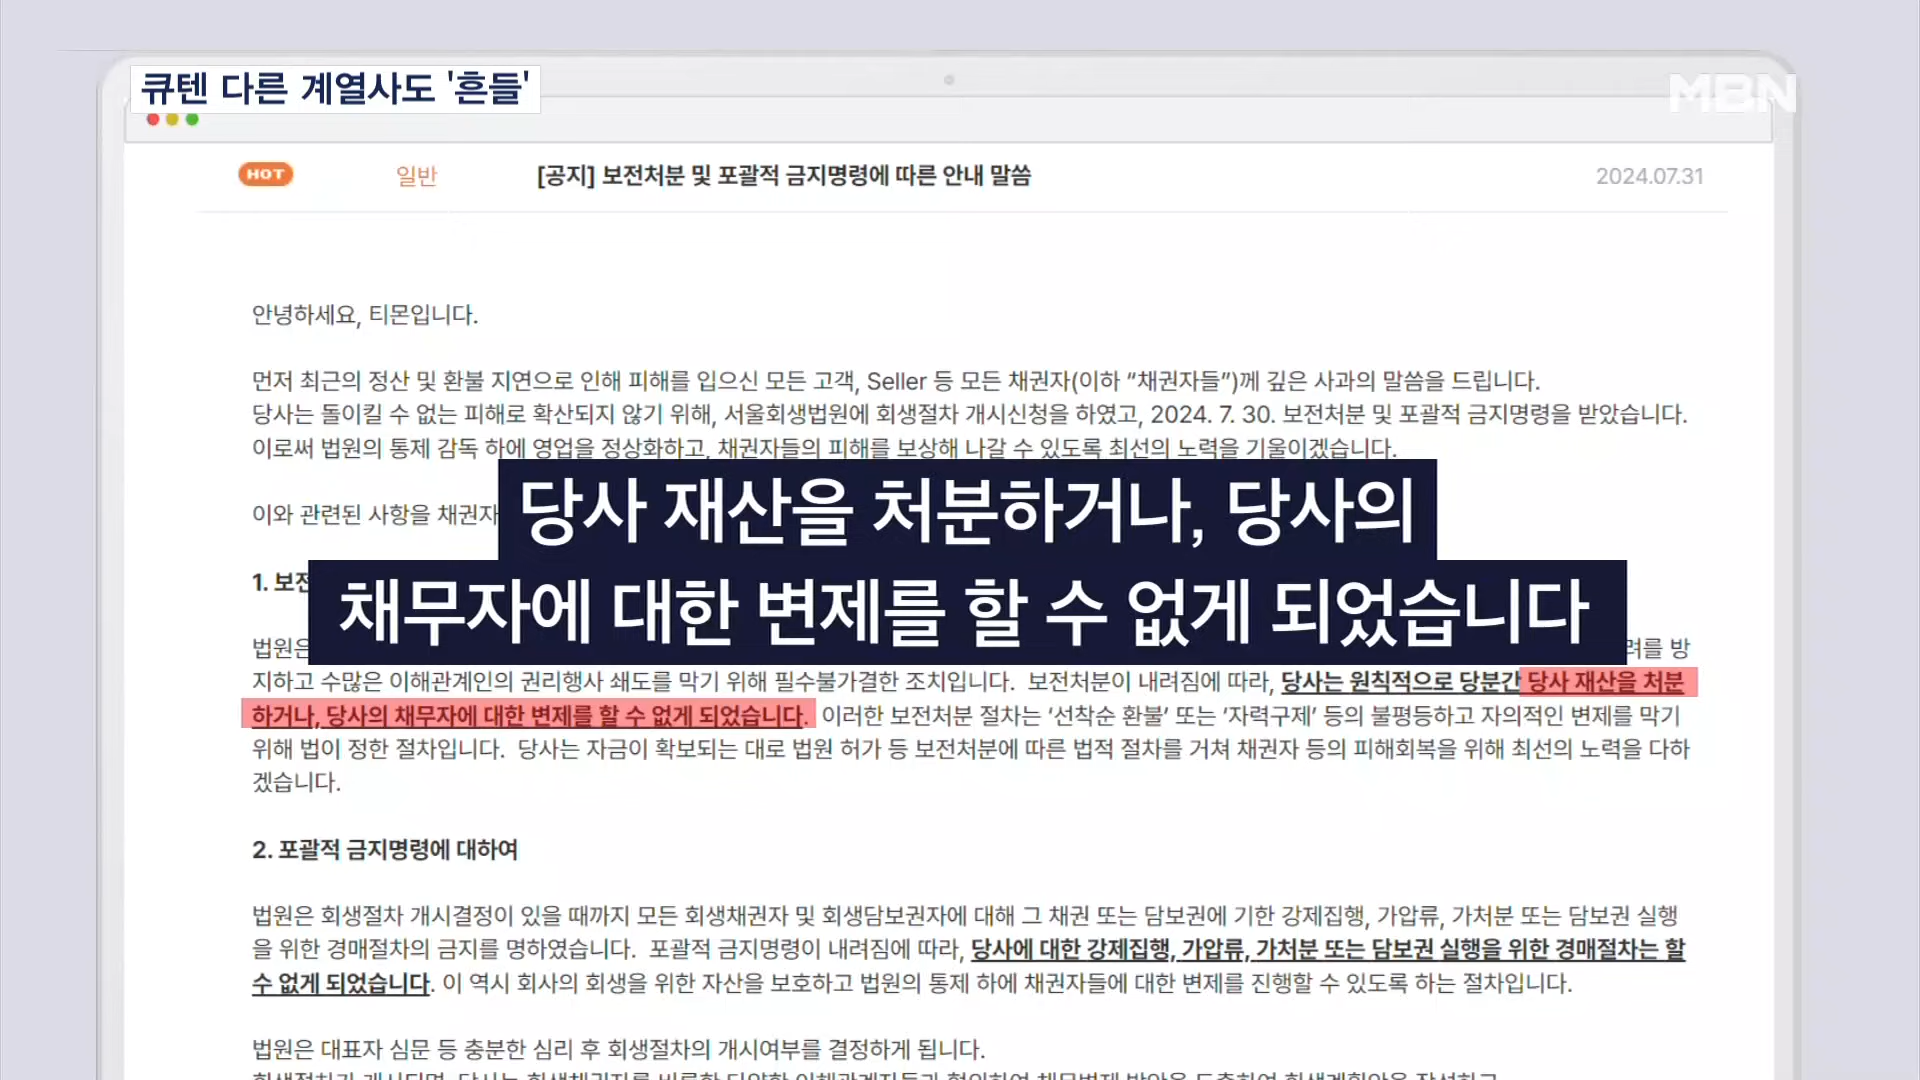 큐텐 다른 계열사도 '흔들'
MBN
HOT 일반 [공지] 보전처분 및 포괄적 금지명령에 따른 안내 말씀 2024.07.31
안녕하세요, 티몬입니다.
먼저 최근의 정산 및 환불 지연으로 인해 피해를 입으신 모든 고객, Seller 등 모든 채권자(이하 “채권자들”)께 깊은 사과의 말씀을 드립니다.
당사는 돌이킬 수 없는 피해로 확산되지 않기 위해, 서울회생법원에 회생절차 개시신청을 하였고, 2024. 7. 30. 보전처분 및 포괄적 금지명령을 받았습니다.
이로써 법원의 통제 감독 하에 영업을 정상화하고, 채권자들의 피해를 보상해 나갈 수 있도록 최선의 노력을 기울이겠습니다.
이와 관련된 사항을 채권자
당사 재산을 처분하거나, 당사의
채무자에 대한 변제를 할 수 없게 되었습니다
1. 보전
법원은 려를 방
지하고 수많은 이해관계인의 권리행사 쇄도를 막기 위해 필수불가결한 조치입니다. 보전처분이 내려짐에 따라, 당사는 원칙적으로 당분간 당사 재산을 처분
하거나, 당사의 채무자에 대한 변제를 할 수 없게 되었습니다. 이러한 보전처분 절차는 ‘선착순 환불’ 또는 ‘자력구제’ 등의 불평등하고 자의적인 변제를 막기
위해 법이 정한 절차입니다. 당사는 자금이 확보되는 대로 법원 허가 등 보전처분에 따른 법적 절차를 거쳐 채권자 등의 피해회복을 위해 최선의 노력을 다하
겠습니다.
2. 포괄적 금지명령에 대하여
법원은 회생절차 개시결정이 있을 때까지 모든 회생채권자 및 회생담보권자에 대해 그 채권 또는 담보권에 기한 강제집행, 가압류, 가처분 또는 담보권 실행
을 위한 경매절차의 금지를 명하였습니다. 포괄적 금지명령이 내려짐에 따라, 당사에 대한 강제집행, 가압류, 가처분 또는 담보권 실행을 위한 경매절차는 할
수 없게 되었습니다. 이 역시 회사의 회생을 위한 자산을 보호하고 법원의 통제 하에 채권자들에 대한 변제를 진행할 수 있도록 하는 절차입니다.
법원은 대표자 심문 등 충분한 심리 후 회생절차의 개시여부를 결정하게 됩니다.